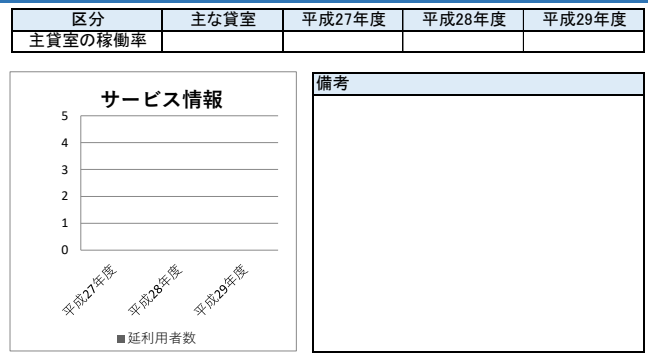 区分 主な貸室 平成27年度 平成28年度 平成29年度
主貸室の稼働率
サービス情報
5
4
3
2
1
0
平成27年度 平成28年度 平成29年度
■延利用者数
備考